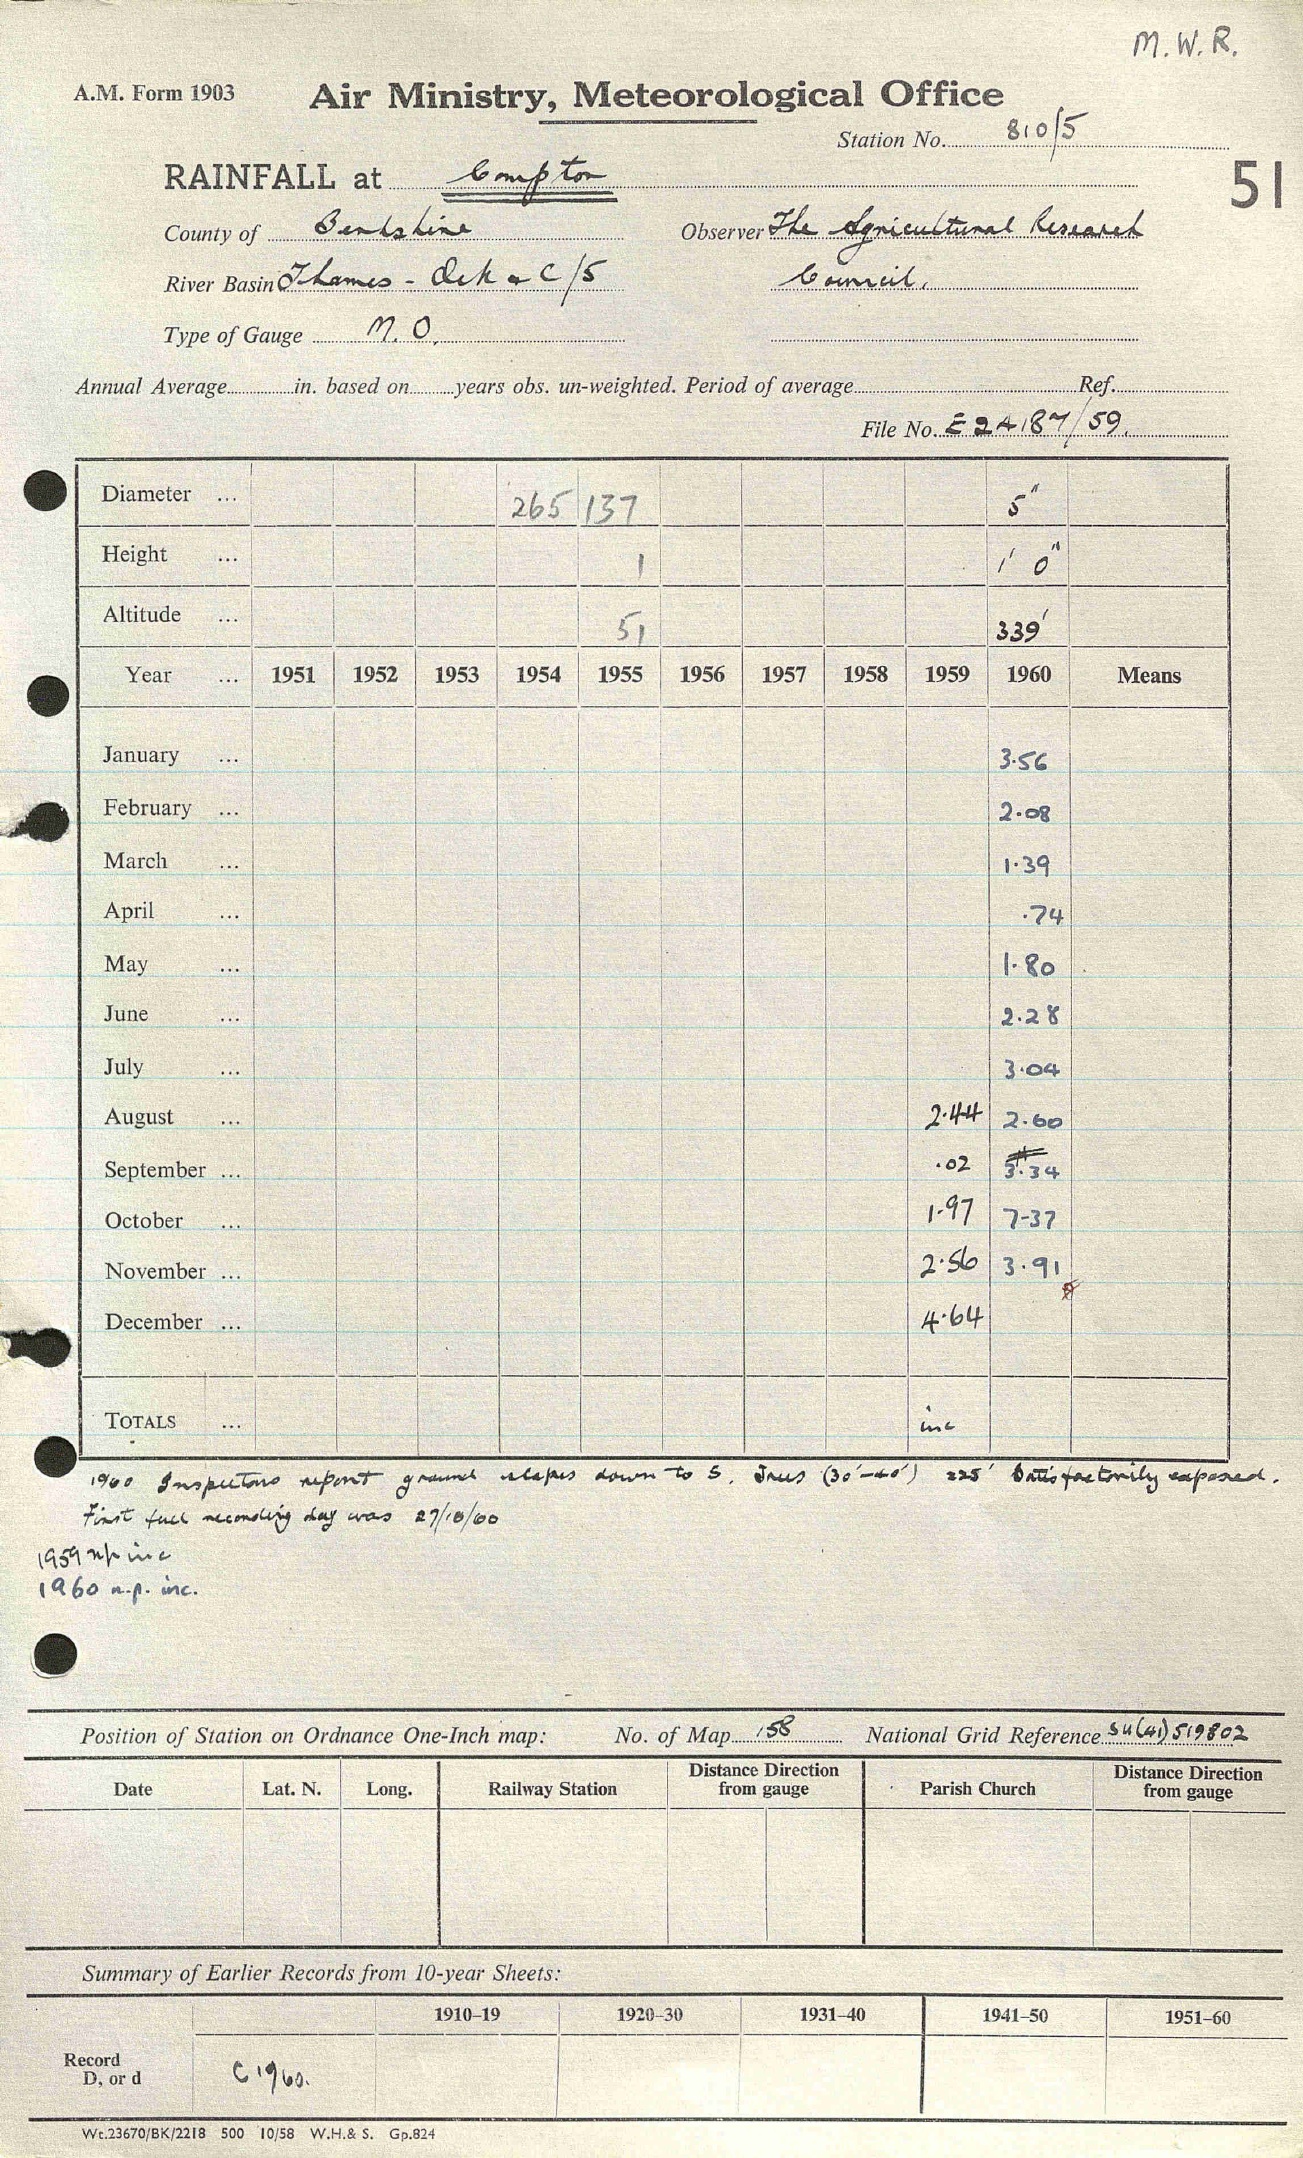 M.W.R.
A.M. Form 1903 Air Ministry, Meteorological Office
Station No. 810/5
RAINFALL at Compton 51
County of Berkshire Observer The Agricultural Research
River Basin Thames - Ock & C/5 Council.
Type of Gauge M.O.
Annual Average in. based on years obs. un-weighted. Period of average Ref.
File No. E24187/59.
Diameter ... 265 137 5"
Height ... 1 1' 0"
Altitude ... 51 339'
Year ... 1951 1952 1953 1954 1955 1956 1957 1958 1959 1960 Means
January ... 3.56
February ... 2.08
March ... 1.39
April ... .74
May ... 1.80
June ... 2.28
July ... 3.04
August ... 2.44 2.60
September ... .02 3.34
October ... 1.97 7-37
November ... 2.56 3.91
December ... 4.64
TOTALS ... inc
1960 Inspectors report ground slopes down to S. Trees (30'-40') 225' Satisfactorily exposed.
First full recording day was 27/10/60
1959 n.p. inc
1960 n.p. inc.
Position of Station on Ordnance One-Inch map: No. of Map 158 National Grid Reference SU(41)519802
Date Lat. N. Long. Railway Station Distance Direction from gauge Parish Church Distance Direction from gauge
Summary of Earlier Records from 10-year Sheets:
1910–19 1920–30 1931–40 1941–50 1951–60
Record
D, or d C 1960.
Wt.23670/BK/2218 500 10/58 W.H.& S. Gp.824